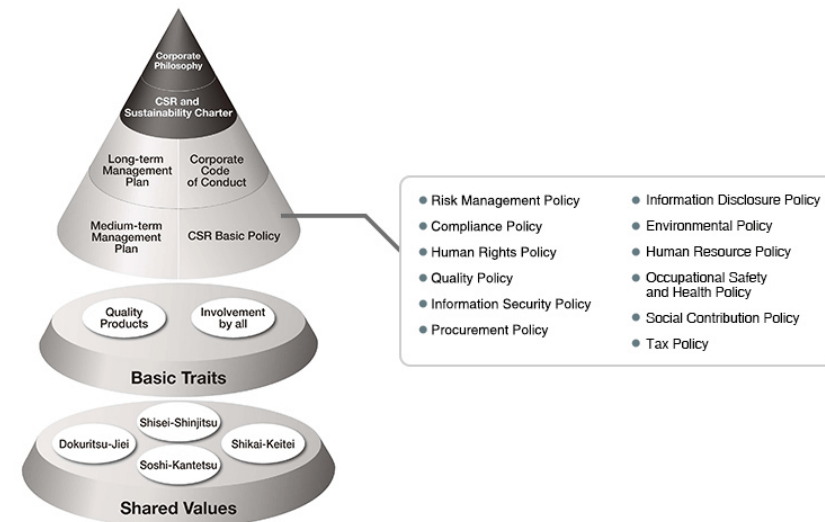 Corporate
Philosophy
CSR and
Sustainability Charter
Long-term
Management
Plan
Corporate
Code
of Conduct
Medium-term
Management
Plan
CSR Basic Policy
Risk Management Policy
Compliance Policy
Human Rights Policy
Quality Policy
Information Security Policy
Procurement Policy
Information Disclosure Policy
Environmental Policy
Human Resource Policy
Occupational Safety
and Health Policy
Social Contribution Policy
Tax Policy
Quality
Products
Involvement
by all
Basic Traits
Shisei-Shinjitsu
Dokuritsu-Jiei
Shikai-Keitei
Soshi-Kantetsu
Shared Values